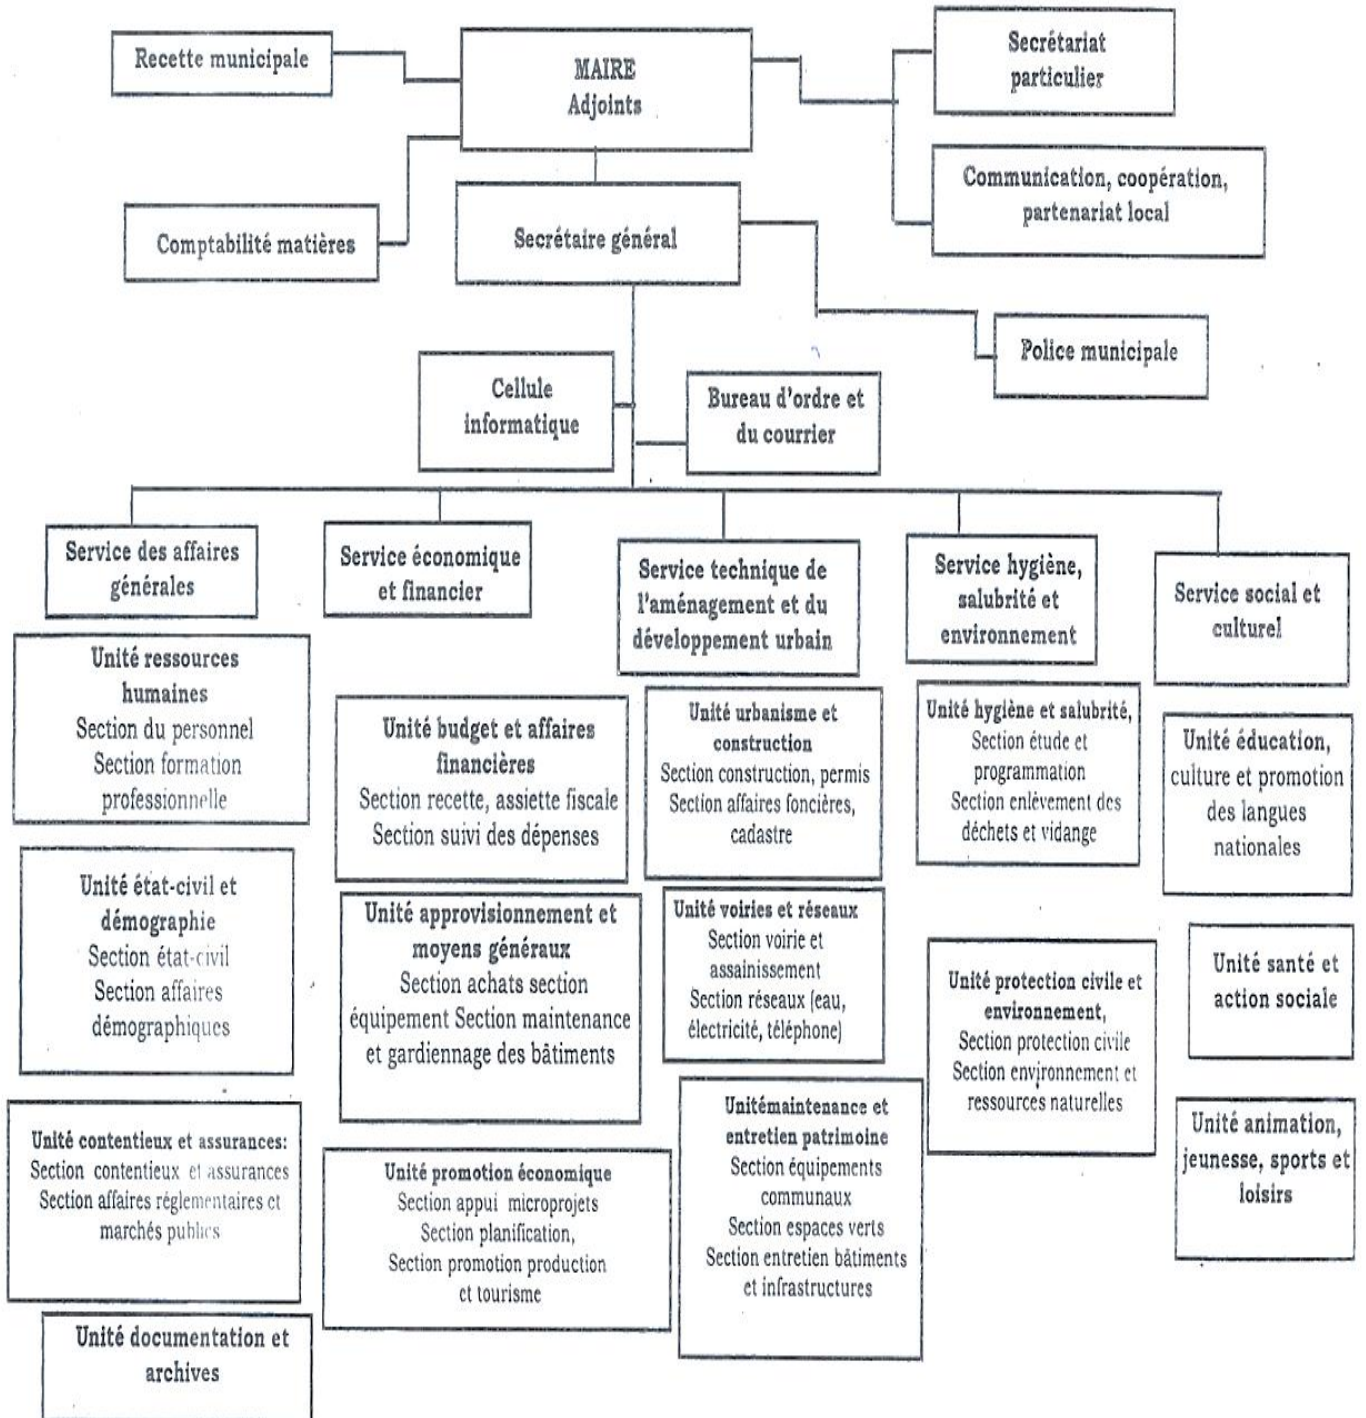 Recette municipale
MAIRE
Adjoints
Secrétariat
particulier
Communication, coopération,
partenariat local
Comptabilité matières
Secrétaire général
Police municipale
Cellule
informatique
Bureau d'ordre et
du courrier
Service des affaires
générales
Unité ressources
humaines
Section du personnel
Section formation
professionnelle
Unité état-civil et
démographie
Section état-civil
Section affaires
démographiques
Unité contentieux et assurances:
Section contentieux et assurances
Section affaires réglementaires et
marchés publics
Unité documentation et
archives
Service économique
et financier
Unité budget et affaires
financières
Section recette, assiette fiscale
Section suivi des dépenses
Unité approvisionnement et
moyens généraux
Section achats section
équipement Section maintenance
et gardiennage des bâtiments
Unité promotion économique
Section appui microprojets
Section planification,
Section promotion production
et tourisme
Service technique de
l'aménagement et du
développement urbain
Unité urbanisme et
construction
Section construction, permis
Section affaires foncières,
cadastre
Unité voiries et réseaux
Section voirie et
assainissement
Section réseaux (eau,
électricité, téléphone)
Unitémaintenance et
entretien patrimoine
Section équipements
communaux
Section espaces verts
Section entretien bâtiments
et infrastructures
Service hygiène,
salubrité et
environnement
Unité hygiène et salubrité,
Section étude et
programmation
Section enlèvement des
déchets et vidange
Unité protection civile et
environnement,
Section protection civile
Section environnement et
ressources naturelles
Service social et
culturel
Unité éducation,
culture et promotion
des langues
nationales
Unité santé et
action sociale
Unité animation,
jeunesse, sports et
loisirs